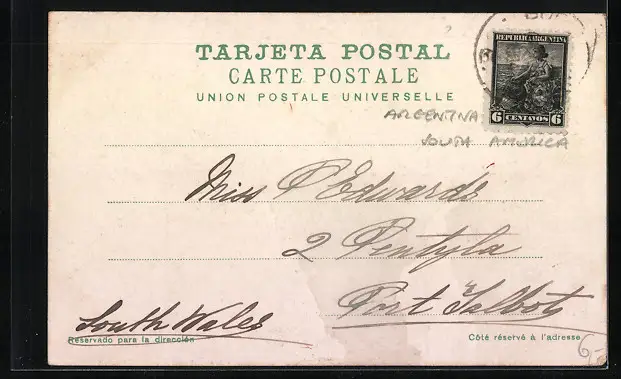 TARJETA POSTAL
CARTE POSTALE
UNION POSTALE UNIVERSELLE
REPUBLICA ARGENTINA
6 CENTAVOS 6
ARGENTINA
SOUTH AMERICA
Miss P Edwards
2 Pentyla
Port Talbot
South Wales
Reservado para la dirección
Côté réservé à l'adresse